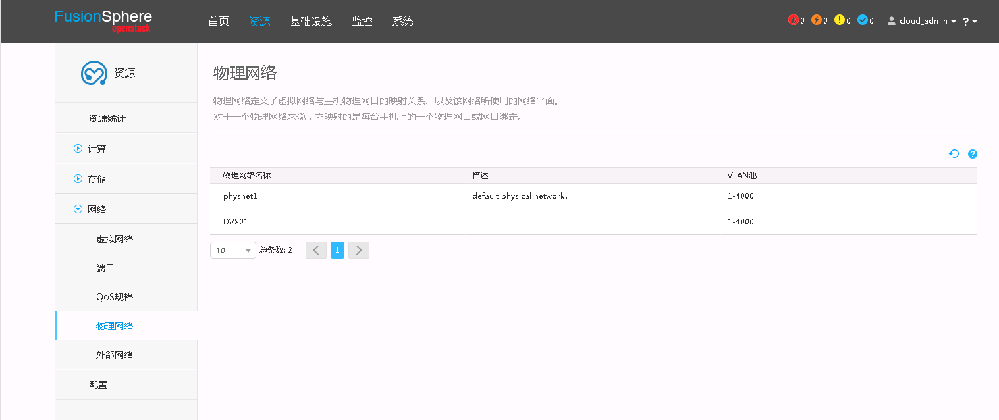 FusionSphere
openstack
首页 资源 基础设施 监控 系统
0 0 0 0 cloud_admin ?
资源
资源统计
计算
存储
网络
虚拟网络
端口
QoS规格
物理网络
外部网络
配置
物理网络
物理网络定义了虚拟网络与主机物理网口的映射关系、以及该网络所使用的网络平面。
对于一个物理网络来说，它映射的是每台主机上的一个物理网口或网口绑定。
物理网络名称 描述 VLAN池
physnet1 default physical network. 1-4000
DVS01 1-4000
10 总条数: 2 1